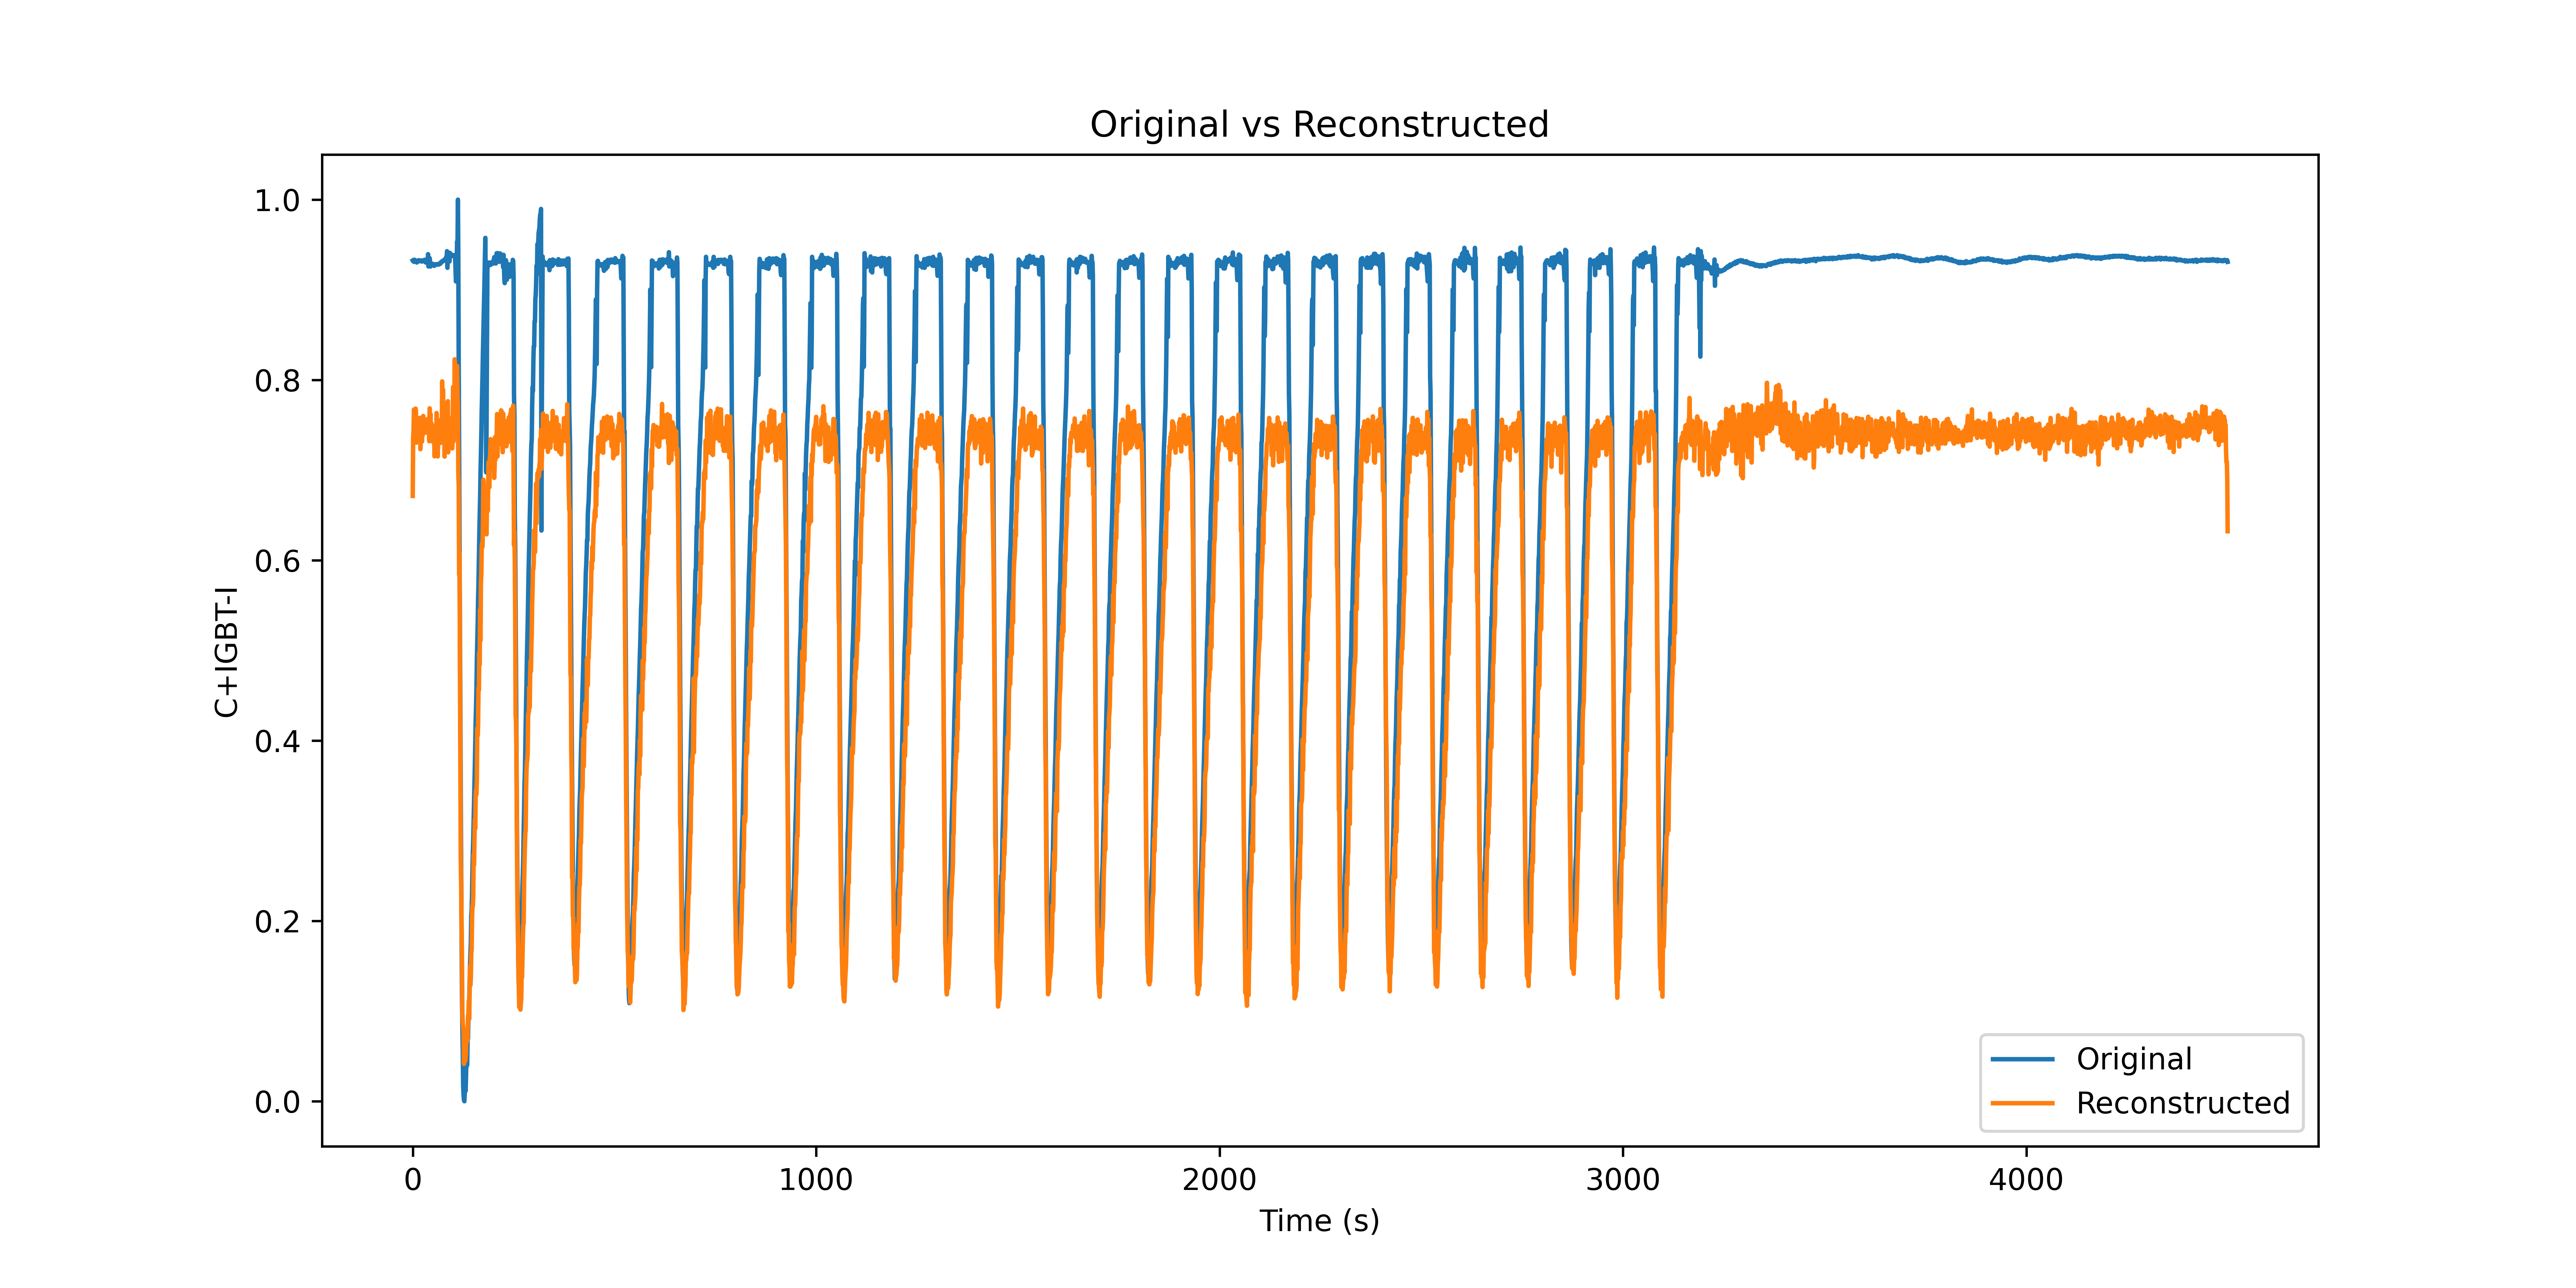 Original vs Reconstructed
1.0
0.8
0.6
0.4
0.2
0.0
C+IGBT-I
0 1000 2000 3000 4000
Time (s)
Original
Reconstructed